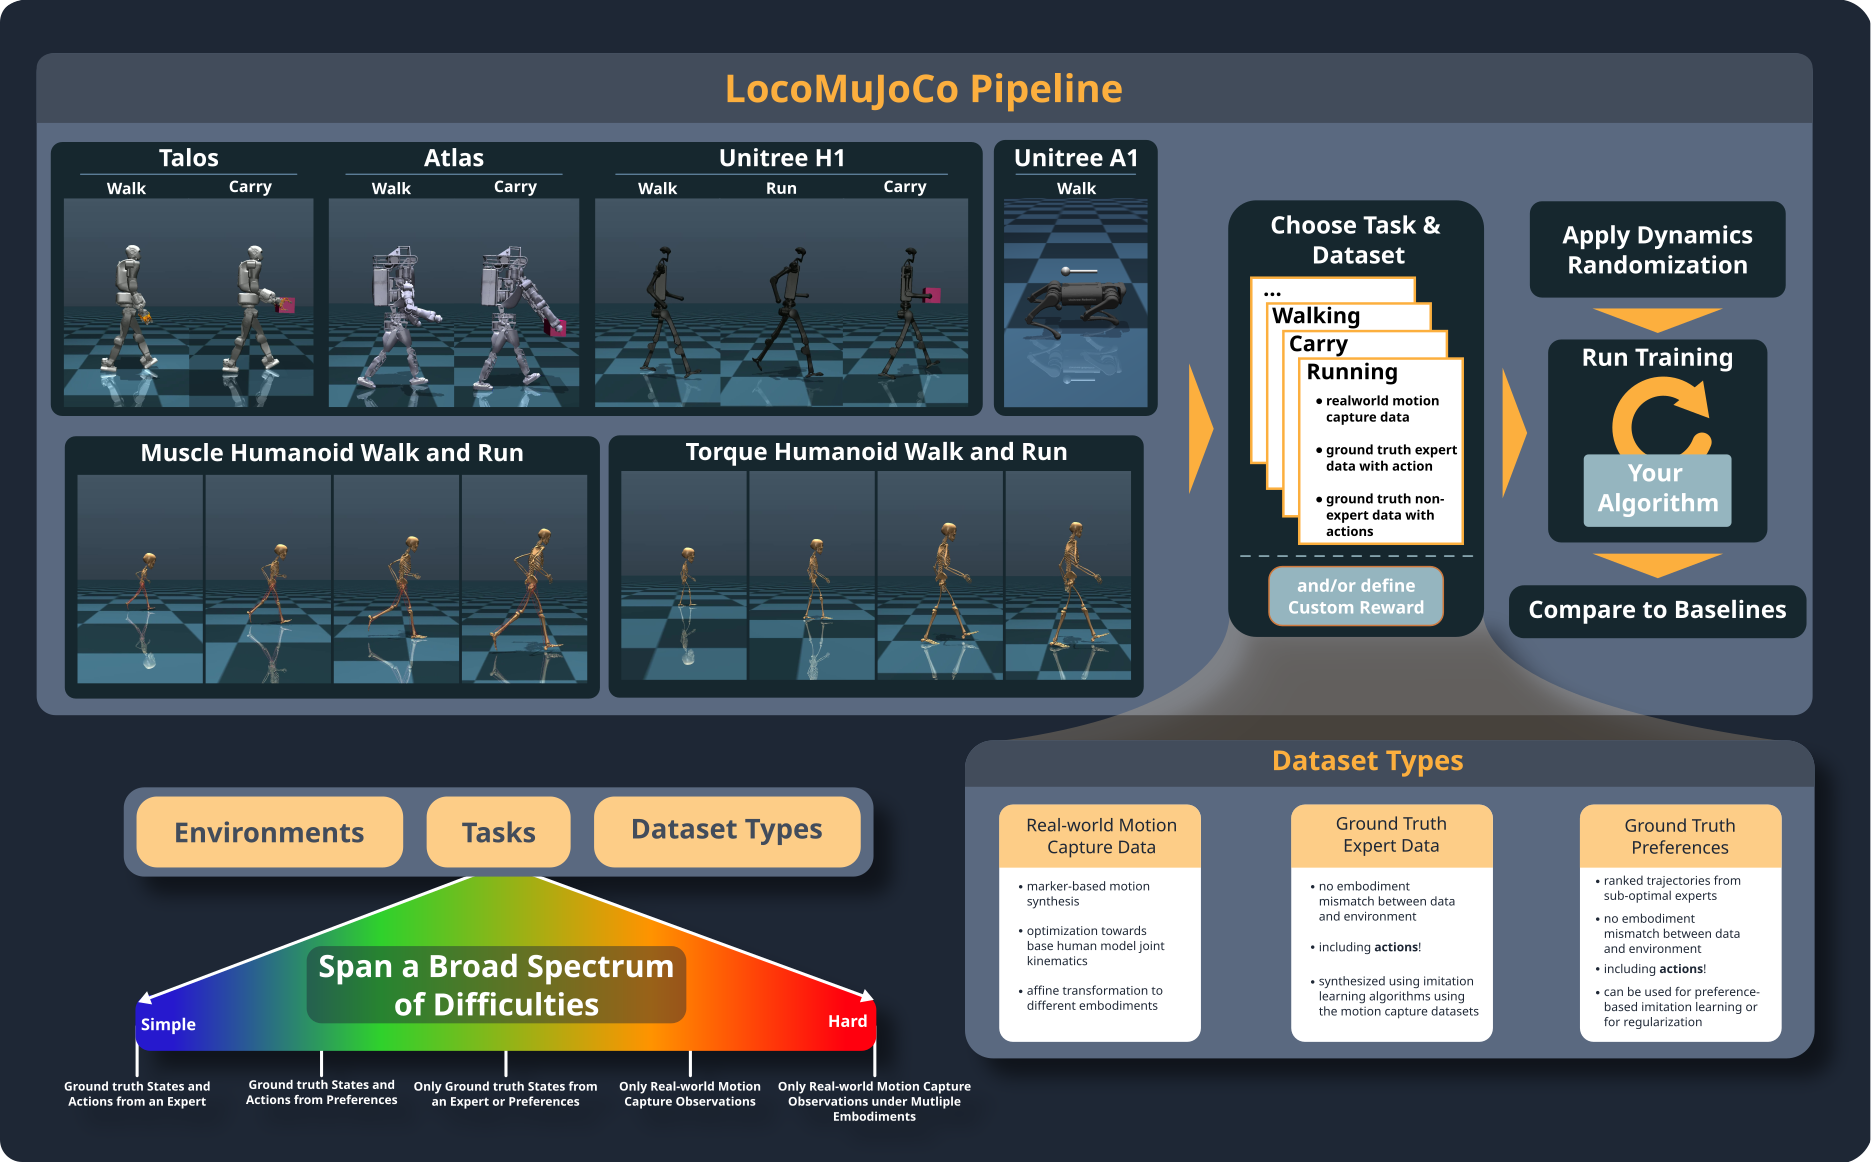 LocoMuJoCo Pipeline
Talos
Walk
Carry
Atlas
Walk
Carry
Unitree H1
Walk
Run
Carry
Unitree A1
Walk
Muscle Humanoid Walk and Run
Torque Humanoid Walk and Run
Choose Task &
Dataset
...
Walking
Carry
Running
• realworld motion
capture data
• ground truth expert
data with action
• ground truth non-
expert data with
actions
and/or define
Custom Reward
Apply Dynamics
Randomization
Run Training
Your
Algorithm
Compare to Baselines
Environments
Tasks
Dataset Types
Span a Broad Spectrum
of Difficulties
Simple
Hard
Ground truth States and
Actions from an Expert
Ground truth States and
Actions from Preferences
Only Ground truth States from
an Expert or Preferences
Only Real-world Motion
Capture Observations
Only Real-world Motion Capture
Observations under Mutliple
Embodiments
Dataset Types
Real-world Motion
Capture Data
• marker-based motion
synthesis
• optimization towards
base human model joint
kinematics
• affine transformation to
different embodiments
Ground Truth
Expert Data
• no embodiment
mismatch between data
and environment
• including actions!
• synthesized using imitation
learning algorithms using
the motion capture datasets
Ground Truth
Preferences
• ranked trajectories from
sub-optimal experts
• no embodiment
mismatch between data
and environment
• including actions!
• can be used for preference-
based imitation learning or
for regularization